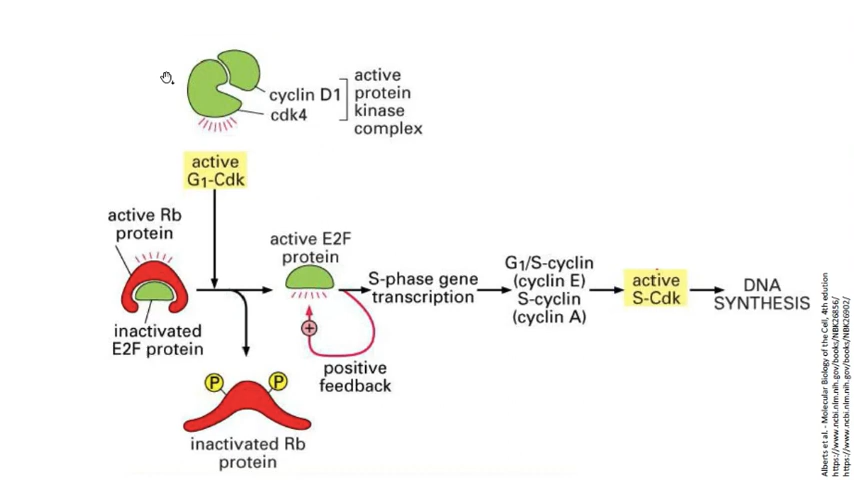 cyclin D1
cdk4
active
protein
kinase
complex
active
G1-Cdk
active Rb
protein
inactivated
E2F protein
active E2F
protein
+
positive
feedback
P
P
inactivated Rb
protein
S-phase gene
transcription
G1/S-cyclin
(cyclin E)
S-cyclin
(cyclin A)
active
S-Cdk
DNA
SYNTHESIS
Alberts et al. - Molecular Biology of the Cell, 4th edution
https://www.ncbi.nlm.nih.gov/books/NBK26856/
https://www.ncbi.nlm.nih.gov/books/NBK26902/